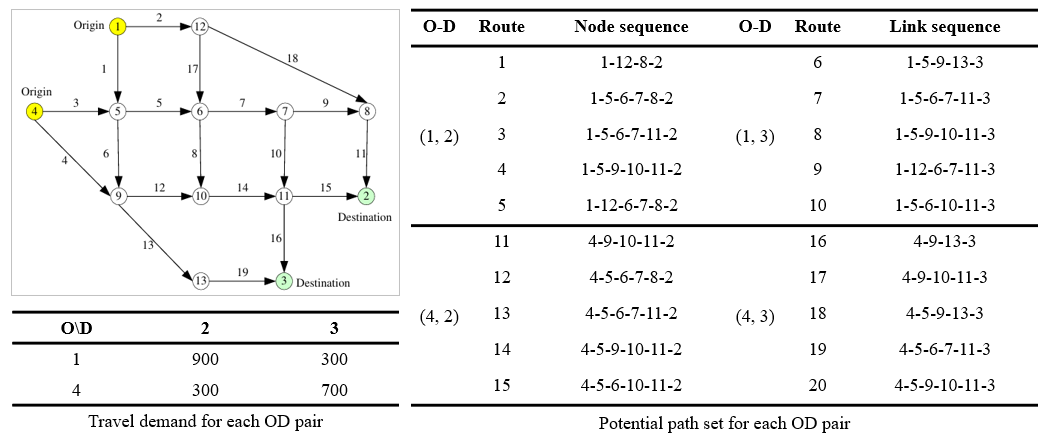 Origin 1 2 12
18
1 17
Origin
4 3 5 5 6 7 7 9 8
4 6 8 10 11
9 12 10 14 11 15 2
Destination
13 16
13 19 3 Destination
O\D 2 3
1 900 300
4 300 700
Travel demand for each OD pair
O-D Route Node sequence O-D Route Link sequence
1 1-12-8-2 6 1-5-9-13-3
2 1-5-6-7-8-2 7 1-5-6-7-11-3
(1, 2) 3 1-5-6-7-11-2 (1, 3) 8 1-5-9-10-11-3
4 1-5-9-10-11-2 9 1-12-6-7-11-3
5 1-12-6-7-8-2 10 1-5-6-10-11-3
11 4-9-10-11-2 16 4-9-13-3
12 4-5-6-7-8-2 17 4-9-10-11-3
(4, 2) 13 4-5-6-7-11-2 (4, 3) 18 4-5-9-13-3
14 4-5-9-10-11-2 19 4-5-6-7-11-3
15 4-5-6-10-11-2 20 4-5-9-10-11-3
Potential path set for each OD pair